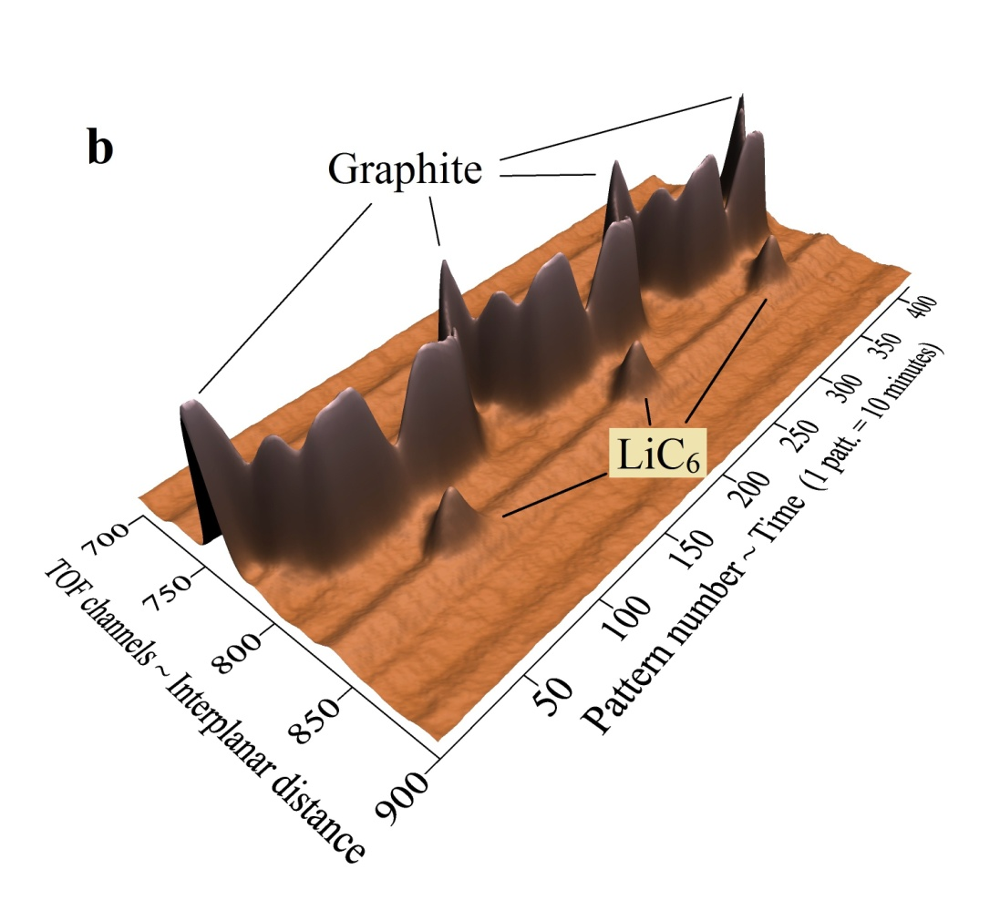 b
Graphite
LiC₆
700
750
800
850
900
TOF channels ~ Interplanar distance
50
100
150
200
250
300
350
400
Pattern number ~ Time (1 patt. = 10 minutes)